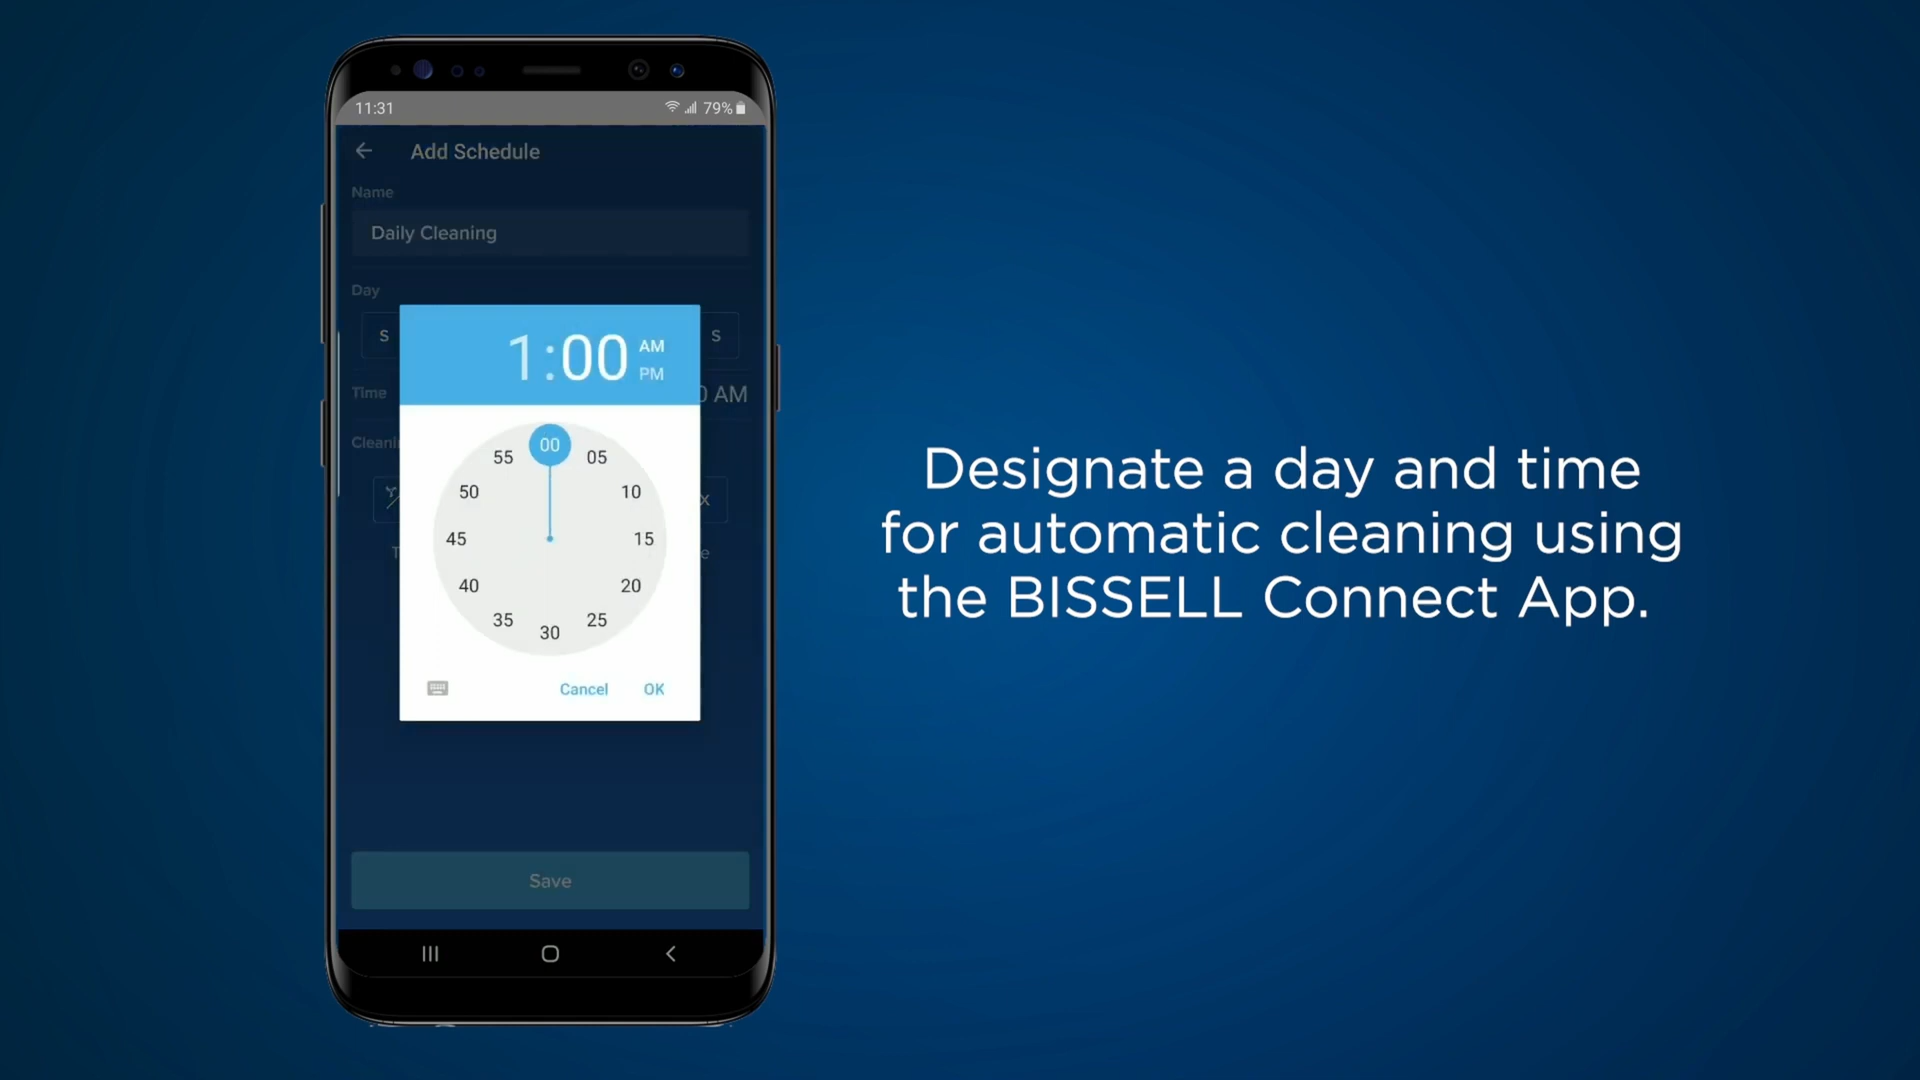 11:31
79%
Add Schedule
Name
Daily Cleaning
Day
S
S
1:00
AM
PM
Time
AM
00
55
05
50
10
45
15
40
20
35
25
30
Cancel
OK
Save
Designate a day and time
for automatic cleaning using
the BISSELL Connect App.